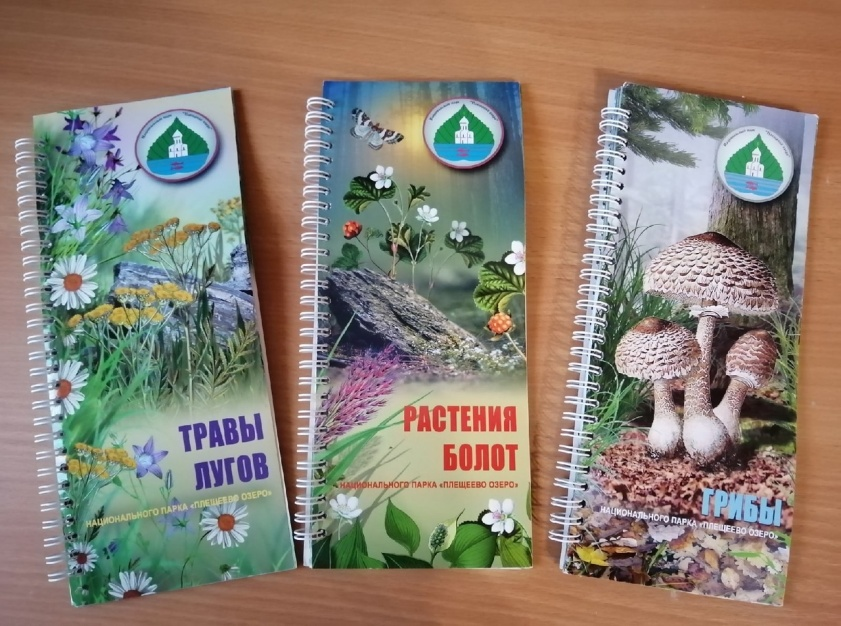 ТРАВЫ
ЛУГОВ
НАЦИОНАЛЬНОГО ПАРКА «ПЛЕЩЕЕВО ОЗЕРО»
РАСТЕНИЯ
БОЛОТ
НАЦИОНАЛЬНОГО ПАРКА «ПЛЕЩЕЕВО ОЗЕРО»
ГРИБЫ
НАЦИОНАЛЬНОГО ПАРКА «ПЛЕЩЕЕВО ОЗЕРО»